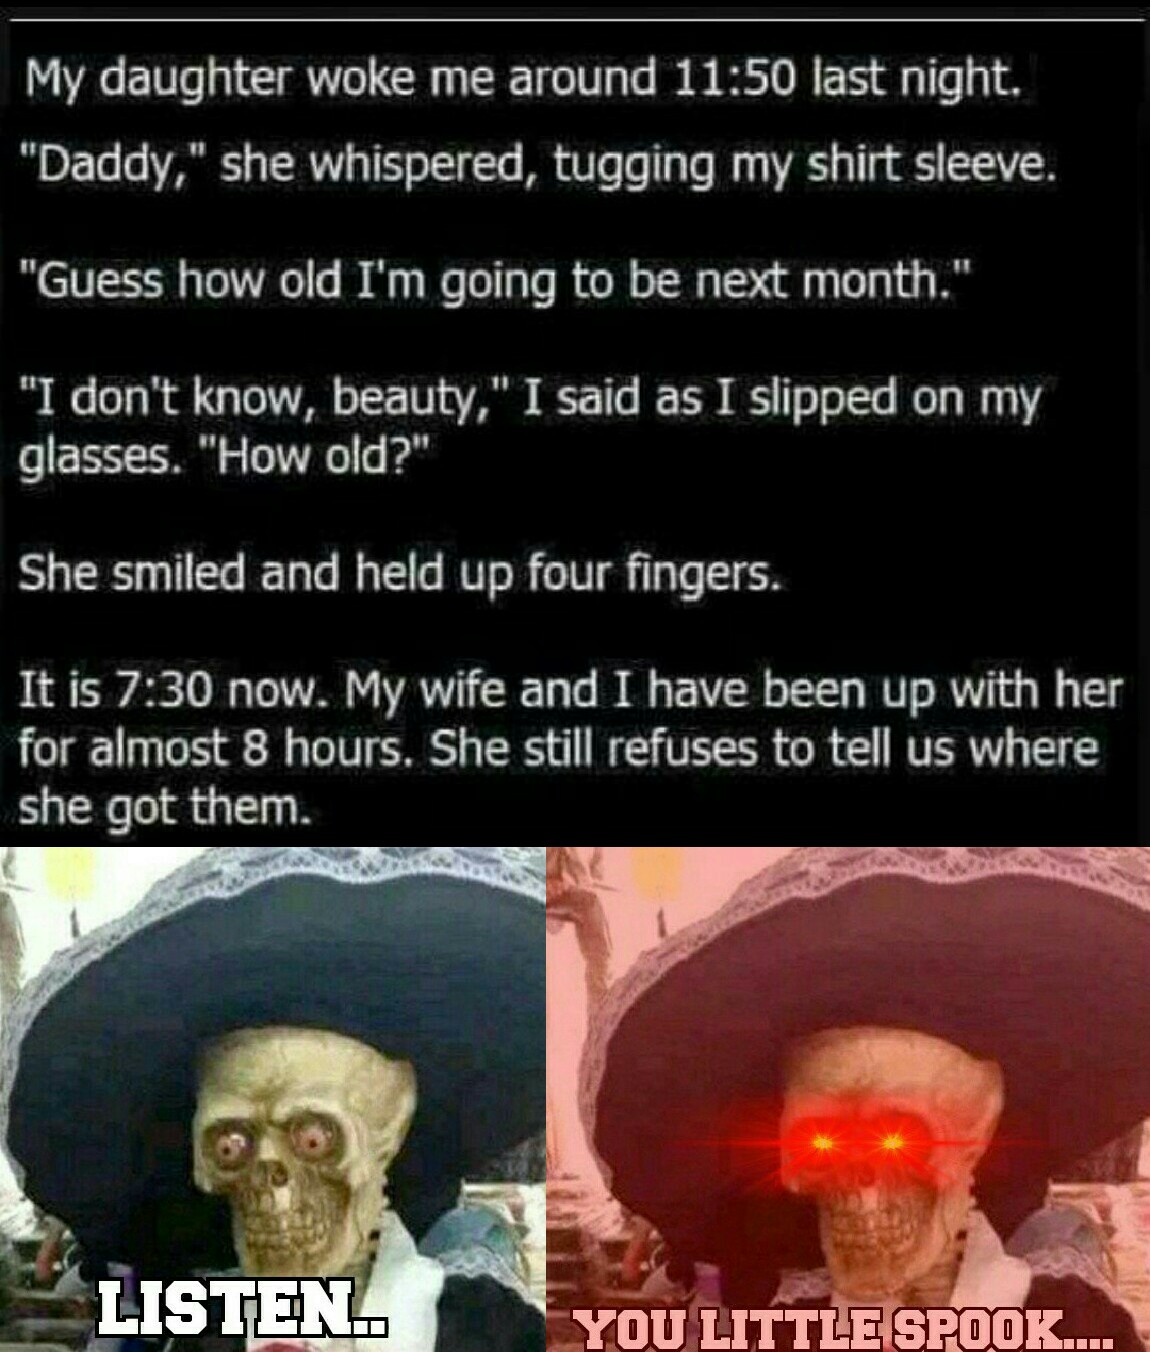 My daughter woke me around 11:50 last night.
"Daddy," she whispered, tugging my shirt sleeve.
"Guess how old I'm going to be next month."
"I don't know, beauty," I said as I slipped on my
glasses. "How old?"
She smiled and held up four fingers.
It is 7:30 now. My wife and I have been up with her
for almost 8 hours. She still refuses to tell us where
she got them.
LISTEN..
YOU LITTLE SPOOK....